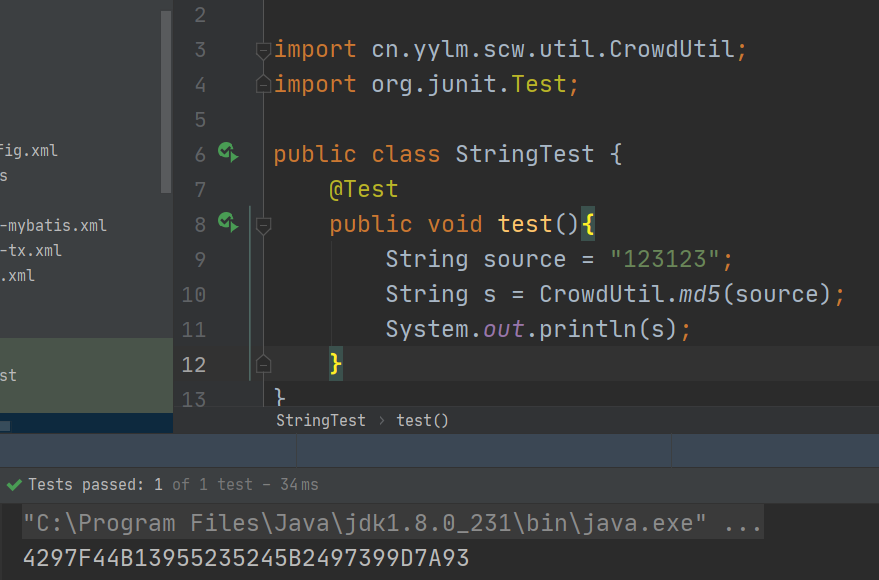 2
3 import cn.yylm.scw.util.CrowdUtil;
4 import org.junit.Test;
5
6 public class StringTest {
7 @Test
8 public void test(){
9 String source = "123123";
10 String s = CrowdUtil.md5(source);
11 System.out.println(s);
12 }
13 }
fig.xml
s
-mybatis.xml
-tx.xml
.xml
st
StringTest › test()
Tests passed: 1 of 1 test – 34 ms
"C:\Program Files\Java\jdk1.8.0_231\bin\java.exe" ...
4297F44B13955235245B2497399D7A93